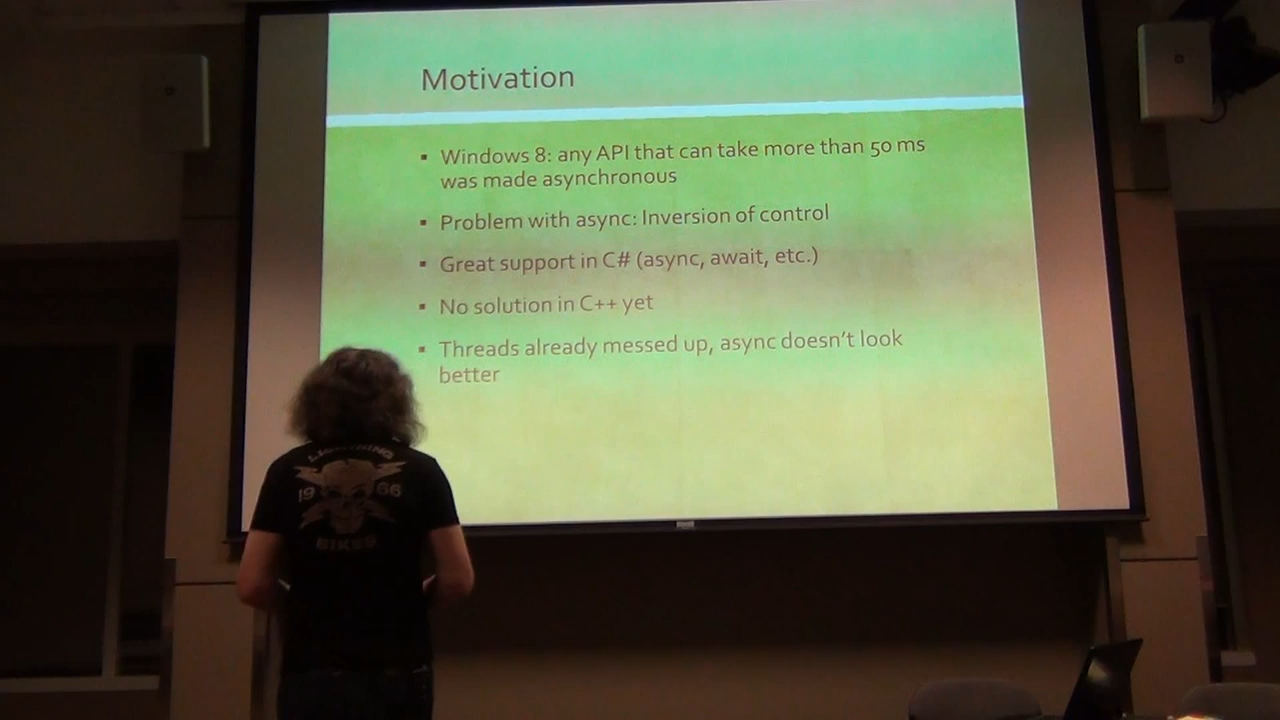 Motivation
▪ Windows 8: any API that can take more than 50 ms
was made asynchronous
▪ Problem with async: Inversion of control
▪ Great support in C# (async, await, etc.)
▪ No solution in C++ yet
▪ Threads already messed up, async doesn't look
better
LIGHTNING
19 66
BIKES